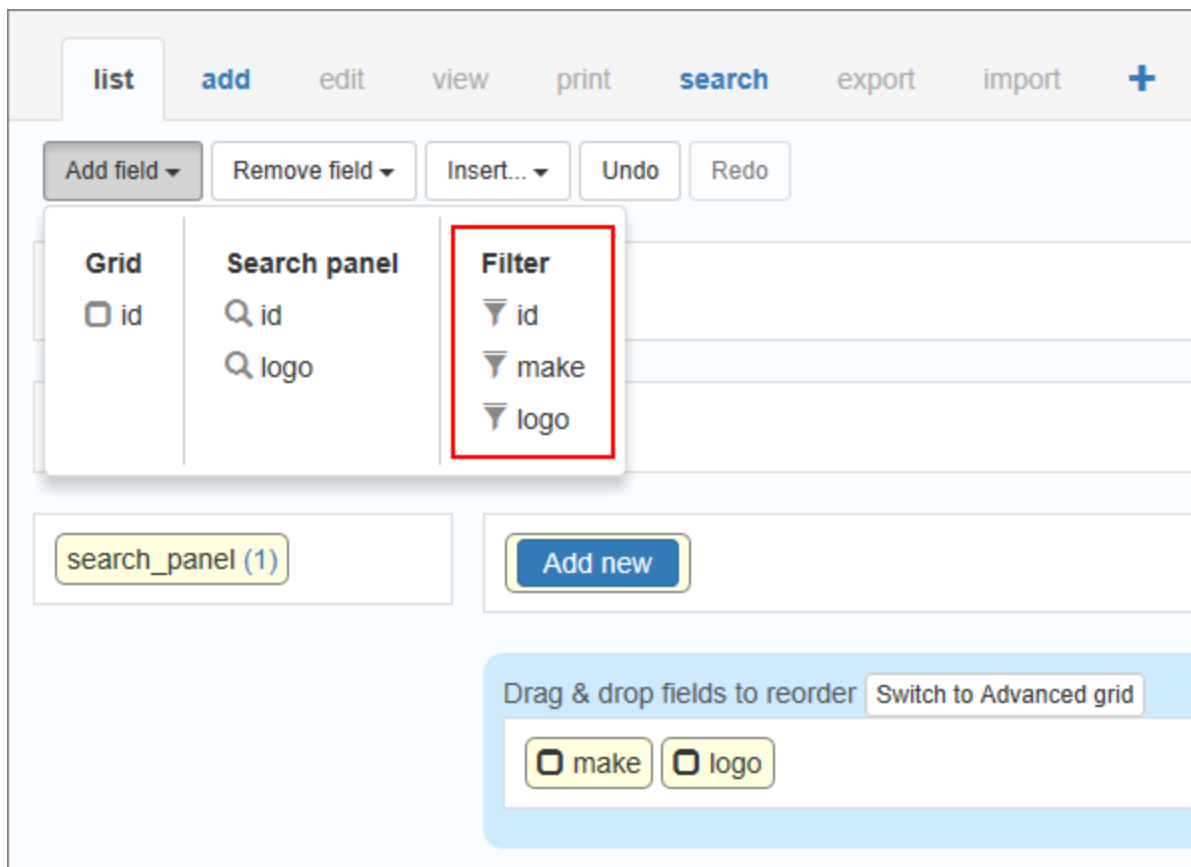 list add edit view print search export import +
Add field Remove field Insert... Undo Redo
Grid Search panel Filter
id id id
logo make
logo
search_panel (1) Add new
Drag & drop fields to reorder Switch to Advanced grid
make logo